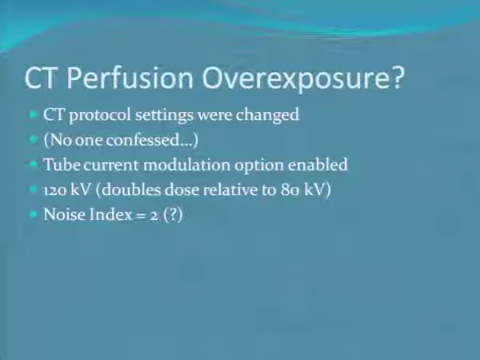 CT Perfusion Overexposure?
CT protocol settings were changed
(No one confessed...)
Tube current modulation option enabled
120 kV (doubles dose relative to 80 kV)
Noise Index = 2 (?)